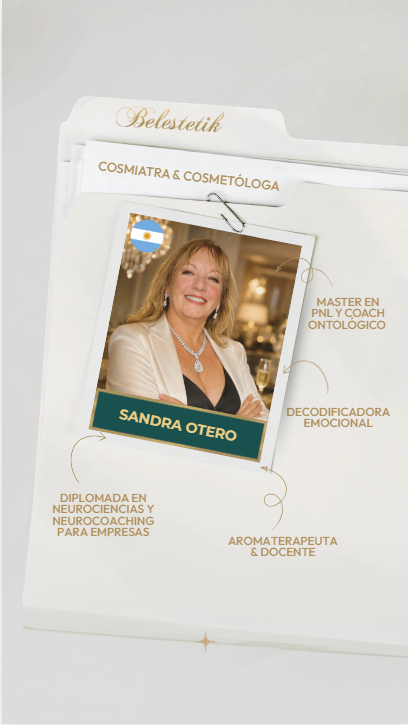 Belestetik
COSMIATRA & COSMETÓLOGA
MASTER EN
PNL Y COACH
ONTOLÓGICO
DECODIFICADORA
EMOCIONAL
SANDRA OTERO
DIPLOMADA EN
NEUROCIENCIAS Y
NEUROCOACHING
PARA EMPRESAS
AROMATERAPEUTA
& DOCENTE